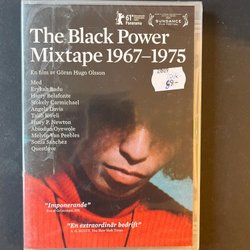 61
Panorama
SUNDANCE
The Black Power
Mixtape 1967–1975
En film av Göran Hugo Olsson
Med
Erykah Badu
Harry Belafonte
Stokely Carmichael
Angela Davis
Talib Kweli
Huey P. Newton
Abiodun Oyewole
Melvin Van Peebles
Sonia Sanchez
Questlove
"Imponerande"
"En extraordinär bedrift"
The New York Times